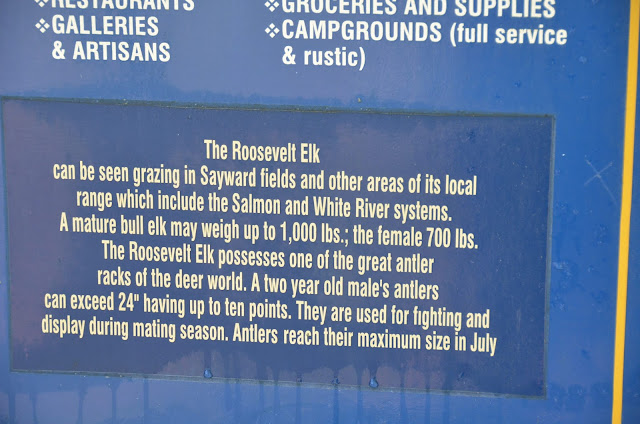 ❖RESTAURANTS
❖GALLERIES
& ARTISANS
❖GROCERIES AND SUPPLIES
❖CAMPGROUNDS (full service
& rustic)
The Roosevelt Elk
can be seen grazing in Sayward fields and other areas of its local
range which include the Salmon and White River systems.
A mature bull elk may weigh up to 1,000 lbs.; the female 700 lbs.
The Roosevelt Elk possesses one of the great antler
racks of the deer world. A two year old male's antlers
can exceed 24" having up to ten points. They are used for fighting and
display during mating season. Antlers reach their maximum size in July